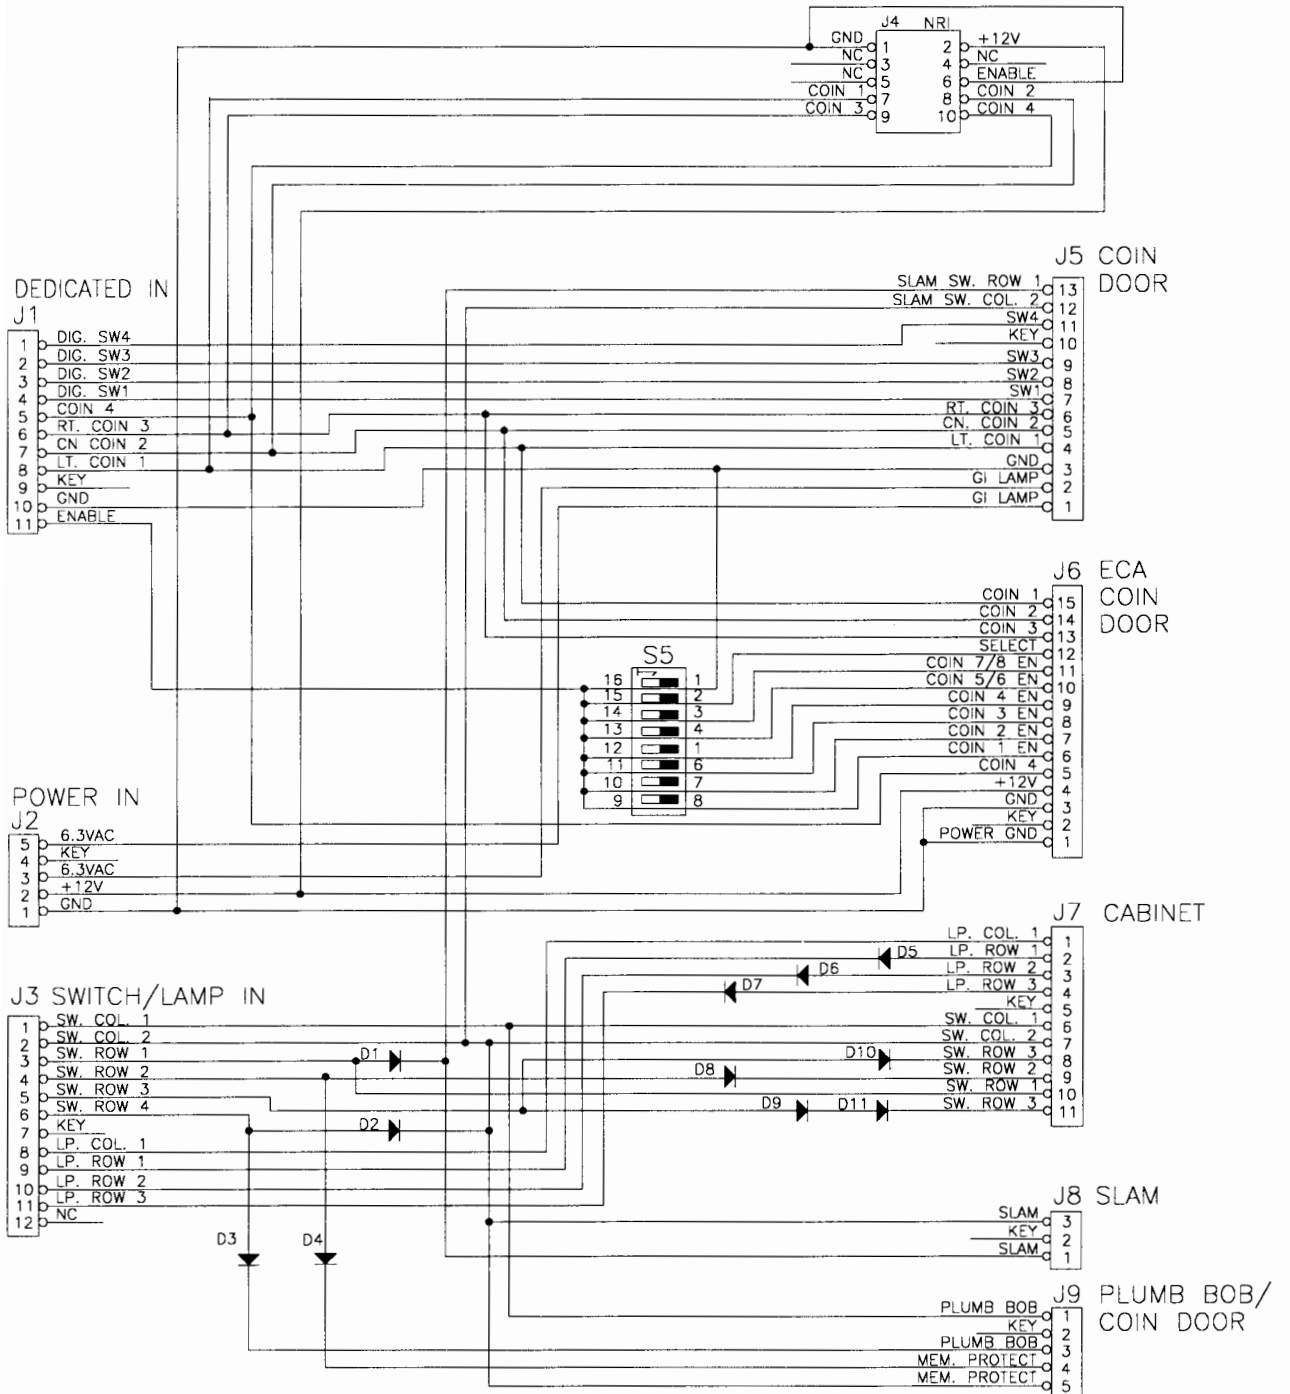 J4 NRI
GND 1 2 +12V
NC 3 4 NC
NC 5 6 ENABLE
COIN 1 7 8 COIN 2
COIN 3 9 10 COIN 4
DEDICATED IN
J1
1 DIG. SW4
2 DIG. SW3
3 DIG. SW2
4 DIG. SW1
5 COIN 4
6 RT. COIN 3
7 CN COIN 2
8 LT. COIN 1
9 KEY
10 GND
11 ENABLE
J5 COIN
DOOR
SLAM SW. ROW 1 13
SLAM SW. COL. 2 12
SW4 11
KEY 10
SW3 9
SW2 8
SW1 7
RT. COIN 3 6
CN. COIN 2 5
LT. COIN 1 4
GND 3
GI LAMP 2
GI LAMP 1
J6 ECA
COIN
DOOR
COIN 1 15
COIN 2 14
COIN 3 13
SELECT 12
COIN 7/8 EN 11
COIN 5/6 EN 10
COIN 4 EN 9
COIN 3 EN 8
COIN 2 EN 7
COIN 1 EN 6
COIN 4 5
+12V 4
GND 3
KEY 2
POWER GND 1
S5
16 1
15 2
14 3
13 4
12 1
11 6
10 7
9 8
POWER IN
J2
5 6.3VAC
4 KEY
3 6.3VAC
2 +12V
1 GND
J7 CABINET
LP. COL. 1 1
LP. ROW 1 2
LP. ROW 2 3
LP. ROW 3 4
KEY 5
SW. COL. 1 6
SW. COL. 2 7
SW. ROW 3 8
SW. ROW 2 9
SW. ROW 1 10
SW. ROW 3 11
D5
D6
D7
J3 SWITCH/LAMP IN
1 SW. COL. 1
2 SW. COL. 2
3 SW. ROW 1
4 SW. ROW 2
5 SW. ROW 3
6 SW. ROW 4
7 KEY
8 LP. COL. 1
9 LP. ROW 1
10 LP. ROW 2
11 LP. ROW 3
12 NC
D1
D10
D8
D9 D11
D2
D3 D4
J8 SLAM
SLAM 3
KEY 2
SLAM 1
J9 PLUMB BOB/
COIN DOOR
PLUMB BOB 1
KEY 2
PLUMB BOB 3
MEM. PROTECT 4
MEM. PROTECT 5